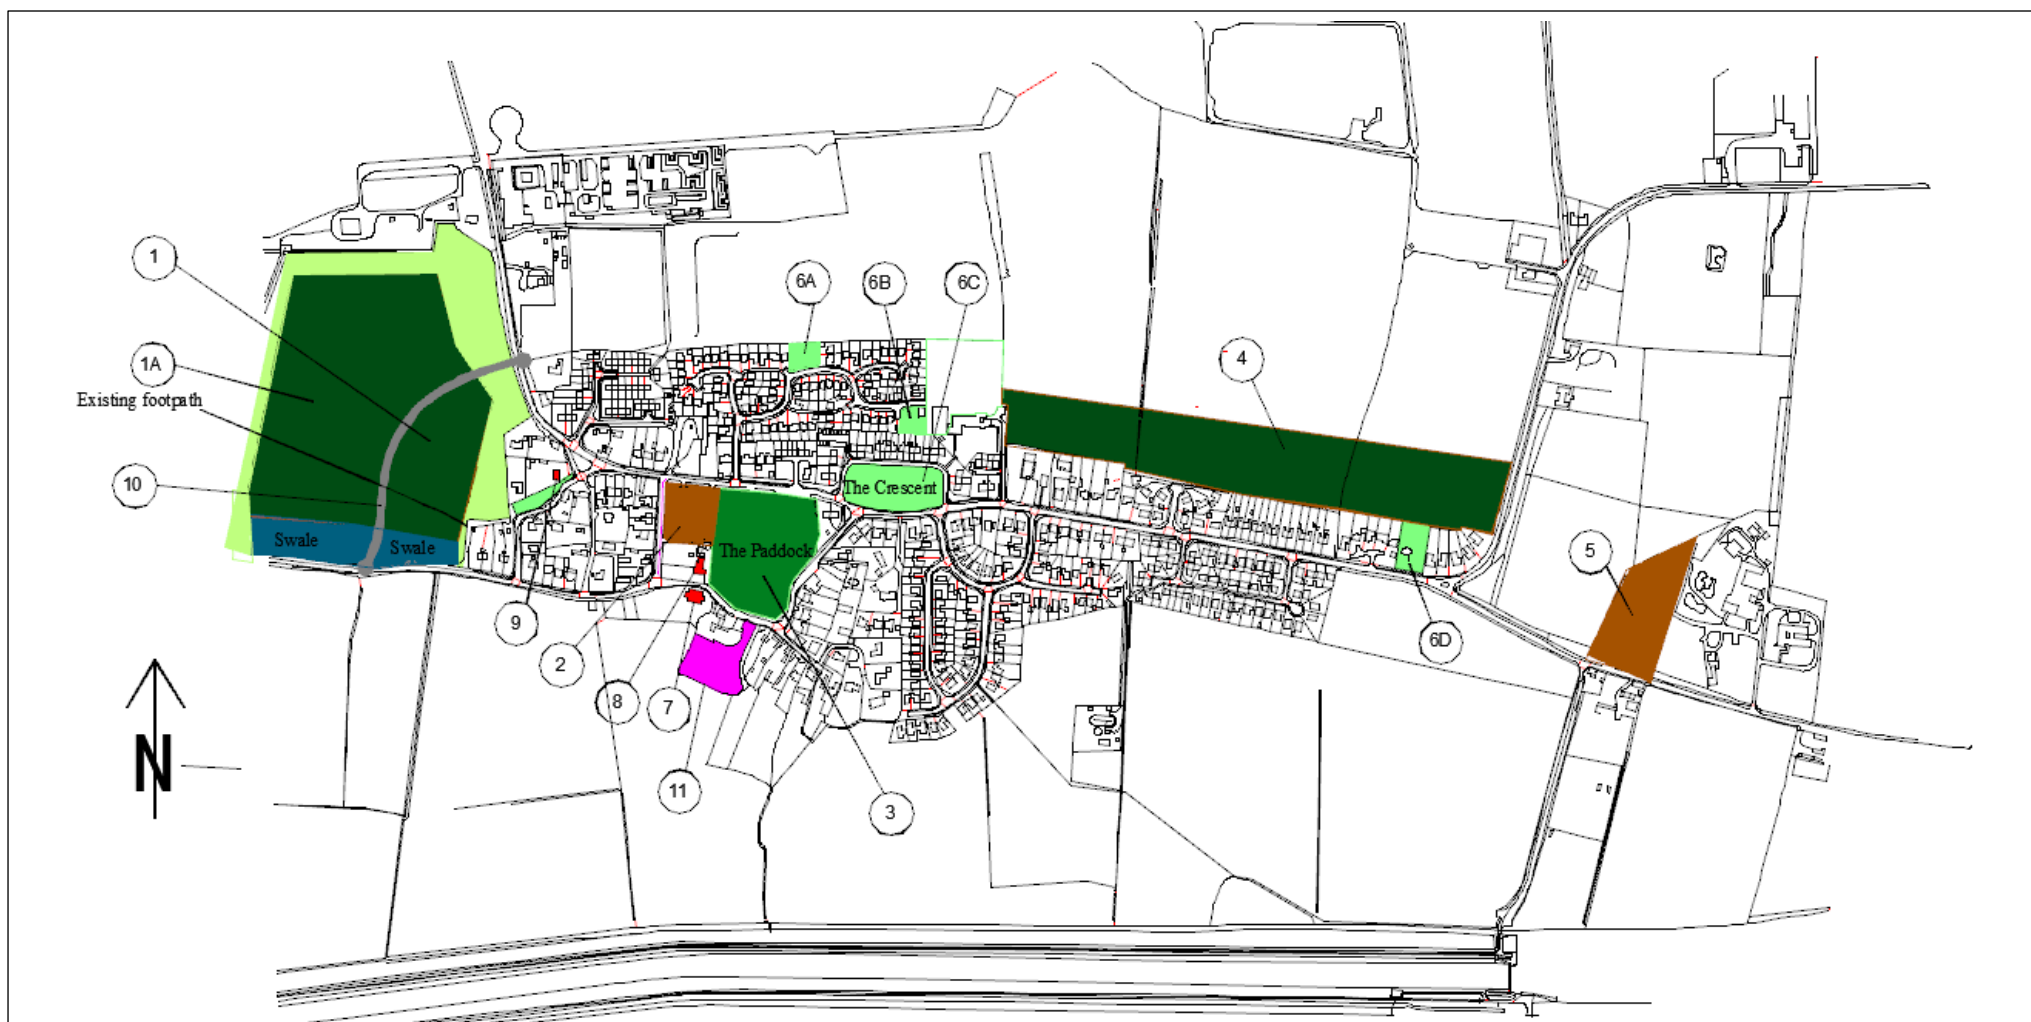 1
6A
6B
6C
1A
4
Existing footpath
10
The Crescent
Swale
Swale
The Paddock
5
9
2
6D
8
7
N
11
3